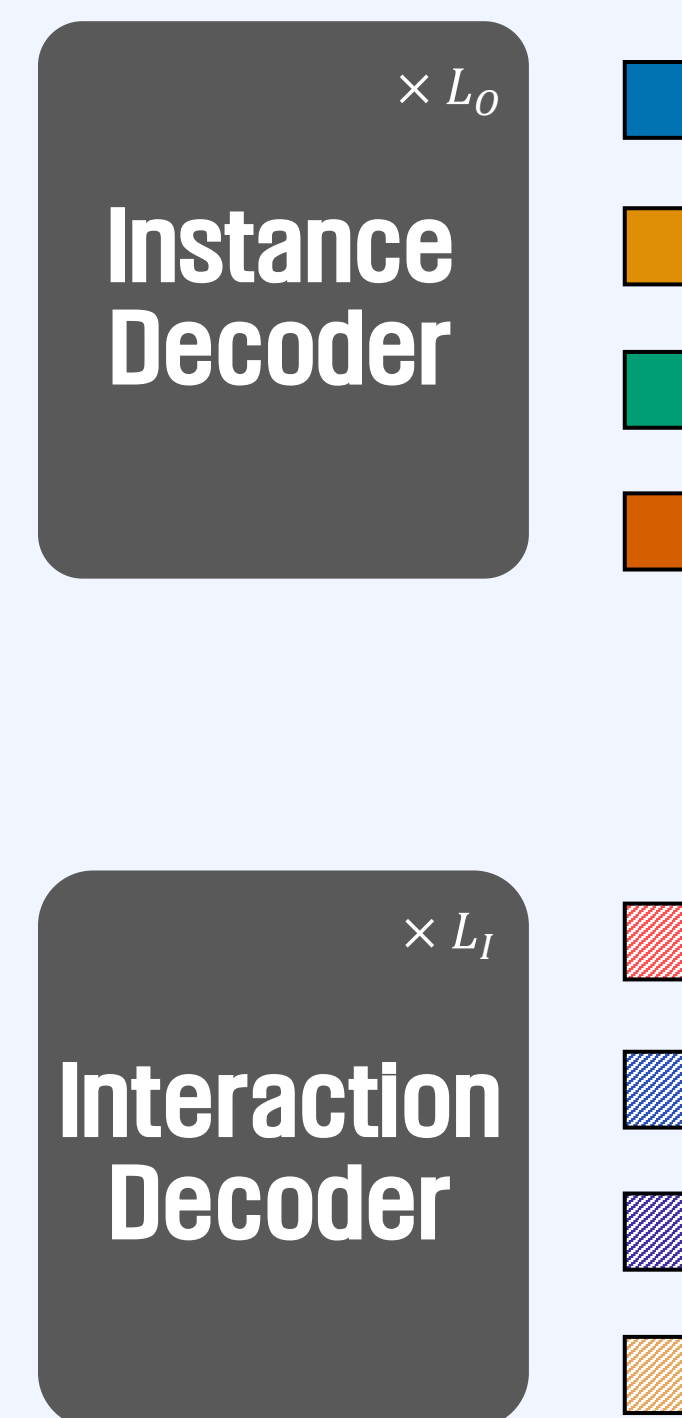 × L_O
Instance
Decoder
× L_I
Interaction
Decoder